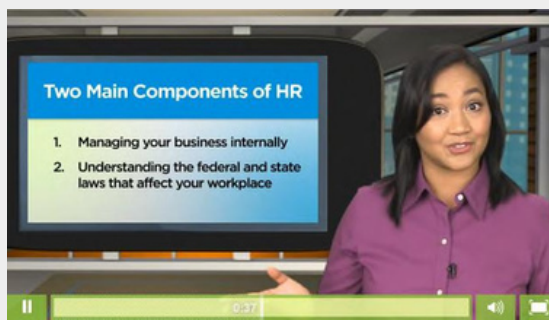 Two Main Components of HR
1. Managing your business internally
2. Understanding the federal and state
laws that affect your workplace
0:37